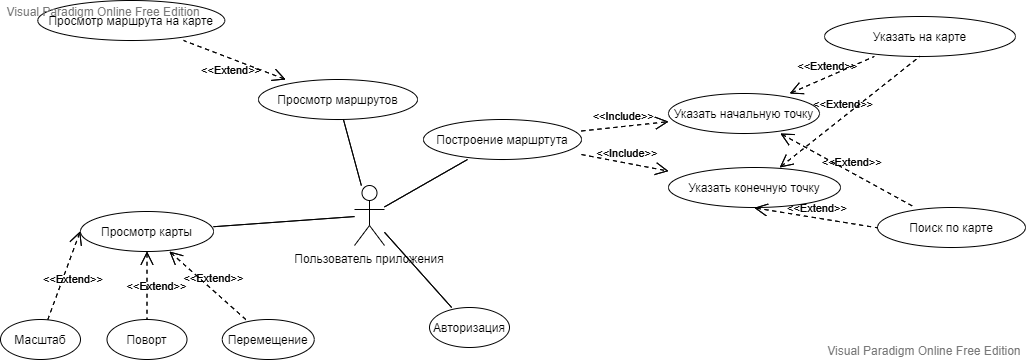 Visual Paradigm Online Free Edition
Просмотр маршрута на карте
Указать на карте
<<Extend>>
<<Extend>>
Просмотр маршрутов
<<Extend>>
Указать начальную точку
<<Include>>
Построение маршртута
<<Include>>
<<Extend>>
Указать конечную точку
<<Extend>>
Поиск по карте
Просмотр карты
Пользователь приложения
<<Extend>>
<<Extend>>
<<Extend>>
Масштаб
Поворт
Перемещение
Авторизация
Visual Paradigm Online Free Edition